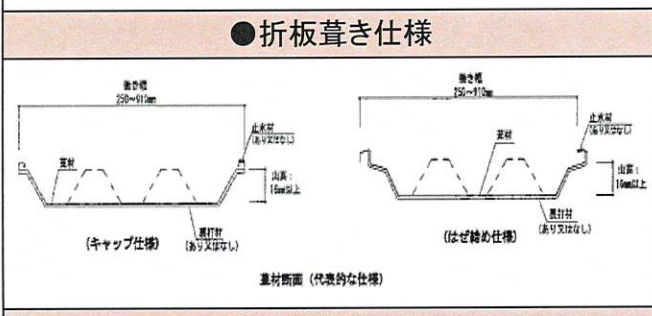 ●折板葺き仕様
働き幅
250～910mm
止水材
(あり又はなし)
葺材
山高：
16mm以上
裏打材
(あり又はなし)
(キャップ仕様)
働き幅
250～910mm
止水材
(あり又はなし)
葺材
山高：
16mm以上
裏打材
(あり又はなし)
(はぜ締め仕様)
葺材断面 (代表的な仕様)